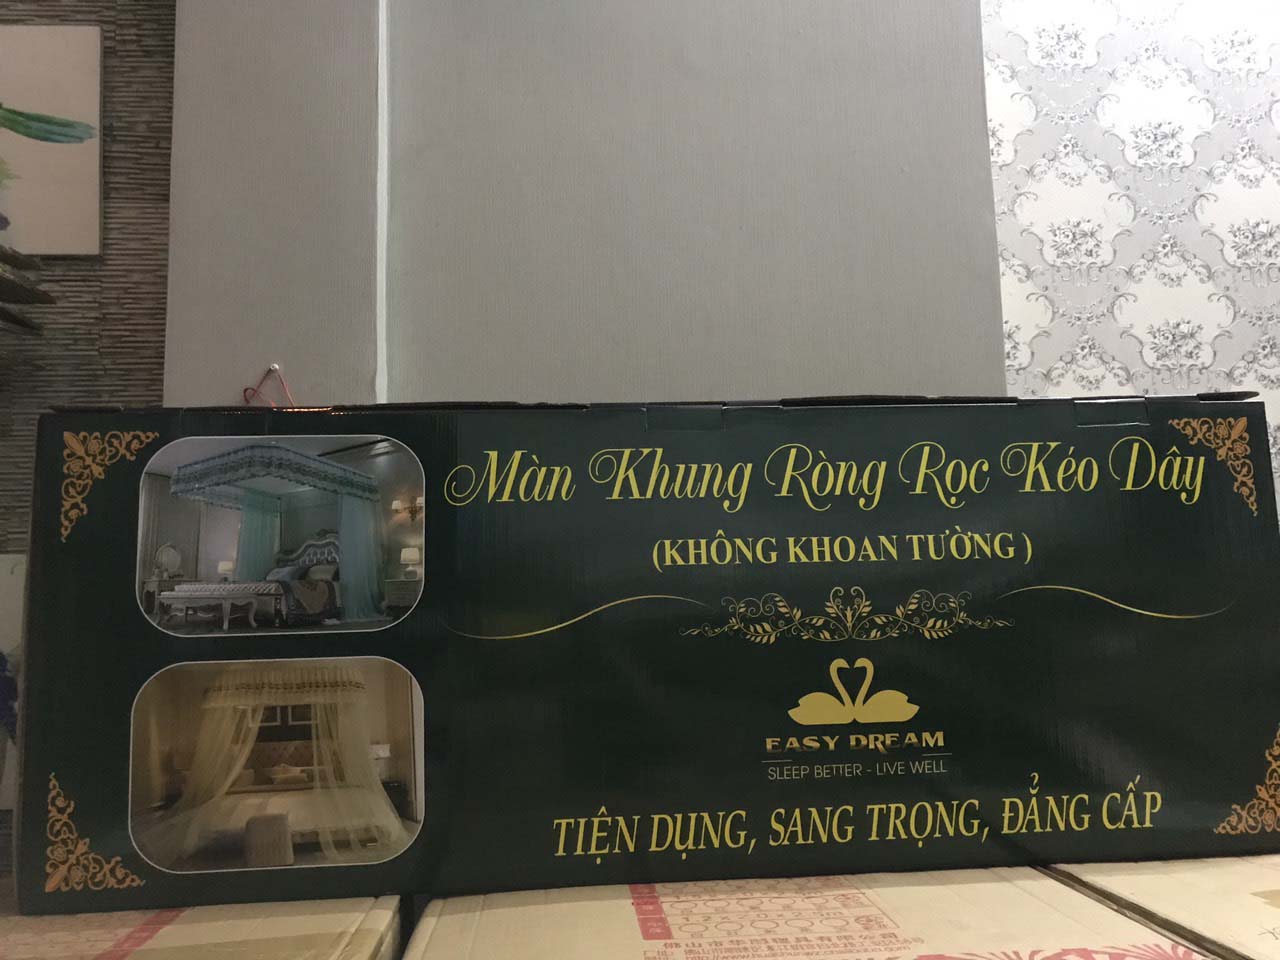 Màn Khung Ròng Rọc Kéo Dây
(KHÔNG KHOAN TƯỜNG )
EASY DREAM
SLEEP BETTER - LIVE WELL
TIỆN DỤNG, SANG TRỌNG, ĐẲNG CẤP